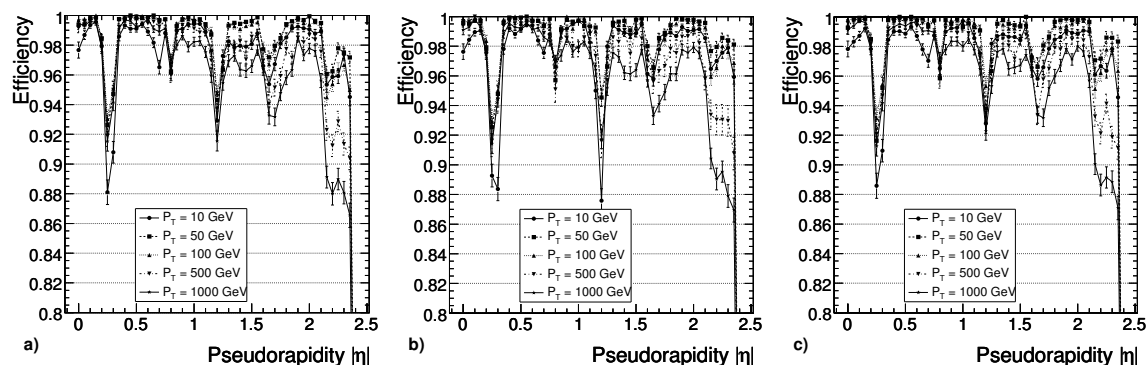 Efficiency
1
0.98
0.96
0.94
0.92
0.9
0.88
0.86
0.84
0.82
0.8
P_T = 10 GeV
P_T = 50 GeV
P_T = 100 GeV
P_T = 500 GeV
P_T = 1000 GeV
0 0.5 1 1.5 2 2.5
a) Pseudorapidity |η|
Efficiency
1
0.98
0.96
0.94
0.92
0.9
0.88
0.86
0.84
0.82
0.8
P_T = 10 GeV
P_T = 50 GeV
P_T = 100 GeV
P_T = 500 GeV
P_T = 1000 GeV
0 0.5 1 1.5 2 2.5
b) Pseudorapidity |η|
Efficiency
1
0.98
0.96
0.94
0.92
0.9
0.88
0.86
0.84
0.82
0.8
P_T = 10 GeV
P_T = 50 GeV
P_T = 100 GeV
P_T = 500 GeV
P_T = 1000 GeV
0 0.5 1 1.5 2 2.5
c) Pseudorapidity |η|